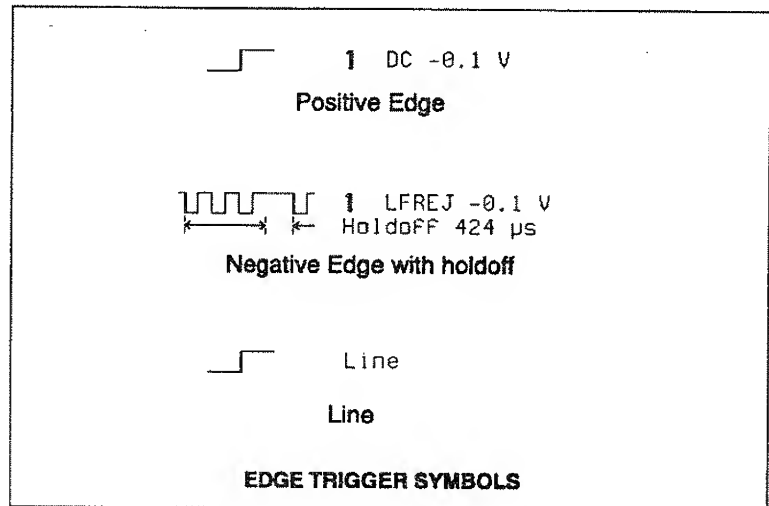 1 DC -0.1 V
Positive Edge
1 LFREJ -0.1 V
Holdoff 424 µs
Negative Edge with holdoff
Line
Line
EDGE TRIGGER SYMBOLS